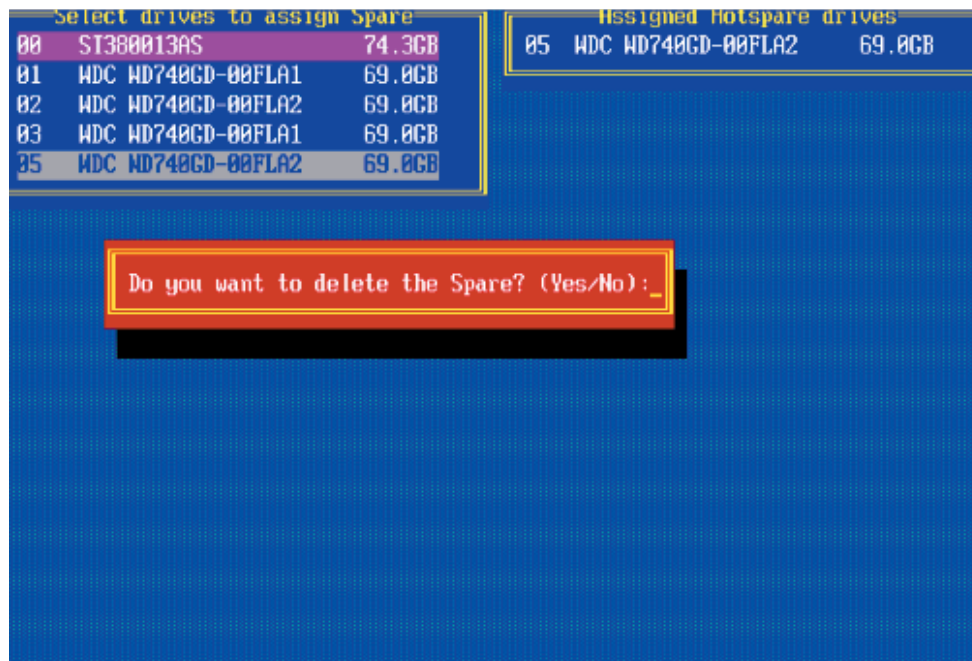 Select drives to assign Spare
00 ST380013AS 74.3GB
01 WDC WD740GD-00FLA1 69.0GB
02 WDC WD740GD-00FLA2 69.0GB
03 WDC WD740GD-00FLA1 69.0GB
05 WDC WD740GD-00FLA2 69.0GB
Assigned Hotspare drives
05 WDC WD740GD-00FLA2 69.0GB
Do you want to delete the Spare? (Yes/No):_